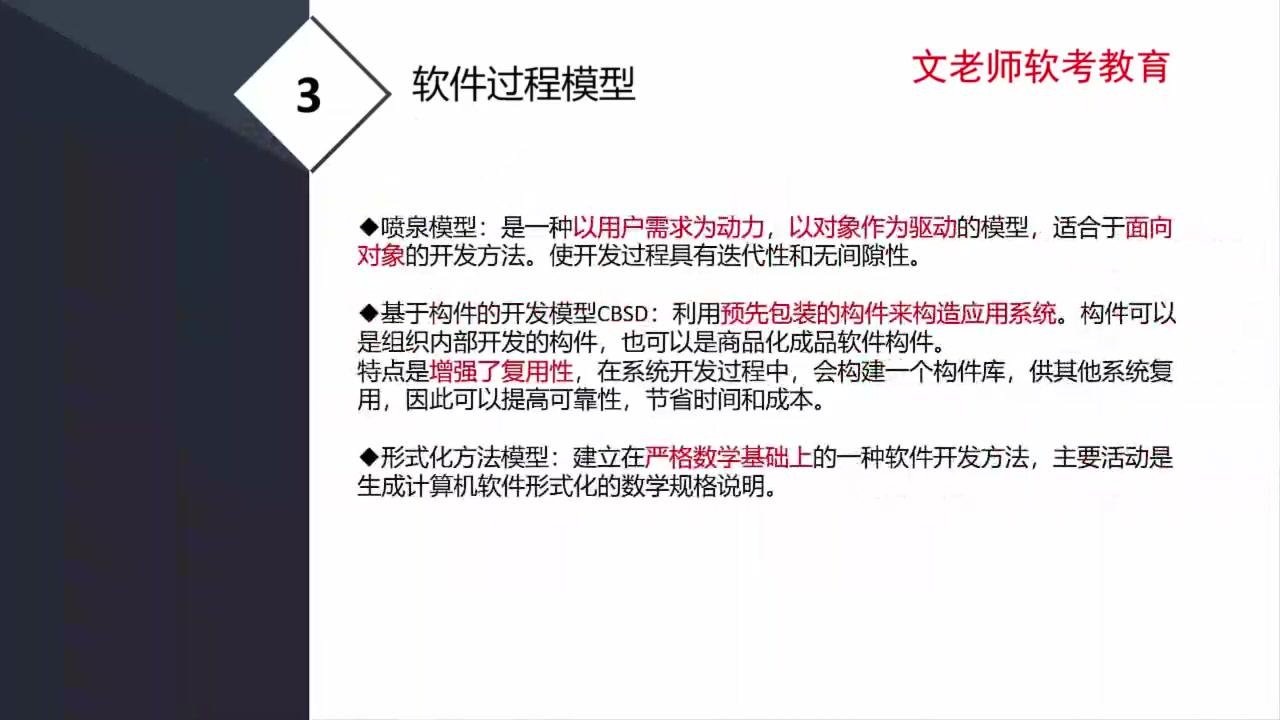 3
软件过程模型
文老师软考教育
◆喷泉模型：是一种以用户需求为动力，以对象作为驱动的模型，适合于面向
对象的开发方法。使开发过程具有迭代性和无间隙性。
◆基于构件的开发模型CBSD：利用预先包装的构件来构造应用系统。构件可以
是组织内部开发的构件，也可以是商品化成品软件构件。
特点是增强了复用性，在系统开发过程中，会构建一个构件库，供其他系统复
用，因此可以提高可靠性，节省时间和成本。
◆形式化方法模型：建立在严格数学基础上的一种软件开发方法，主要活动是
生成计算机软件形式化的数学规格说明。